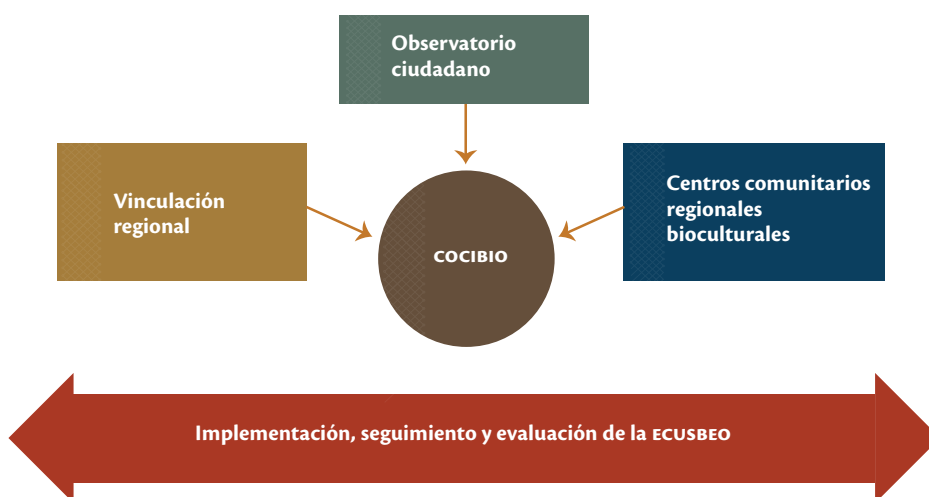 Observatorio
ciudadano
Vinculación
regional
COCIBIO
Centros comunitarios
regionales
bioculturales
Implementación, seguimiento y evaluación de la ECUSBEO